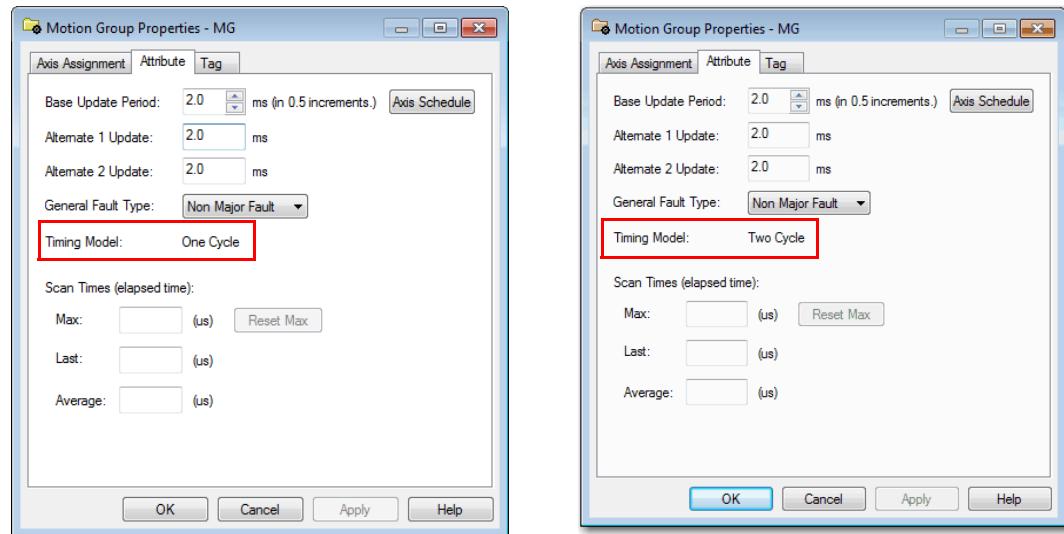 Motion Group Properties - MG
Axis Assignment Attribute Tag
Base Update Period: 2.0 ms (in 0.5 increments.) Axis Schedule
Alternate 1 Update: 2.0 ms
Alternate 2 Update: 2.0 ms
General Fault Type: Non Major Fault
Timing Model: One Cycle
Scan Times (elapsed time):
Max: (us) Reset Max
Last: (us)
Average: (us)
OK Cancel Apply Help
Motion Group Properties - MG
Axis Assignment Attribute Tag
Base Update Period: 2.0 ms (in 0.5 increments.) Axis Schedule
Alternate 1 Update: 2.0 ms
Alternate 2 Update: 2.0 ms
General Fault Type: Non Major Fault
Timing Model: Two Cycle
Scan Times (elapsed time):
Max: (us) Reset Max
Last: (us)
Average: (us)
OK Cancel Apply Help